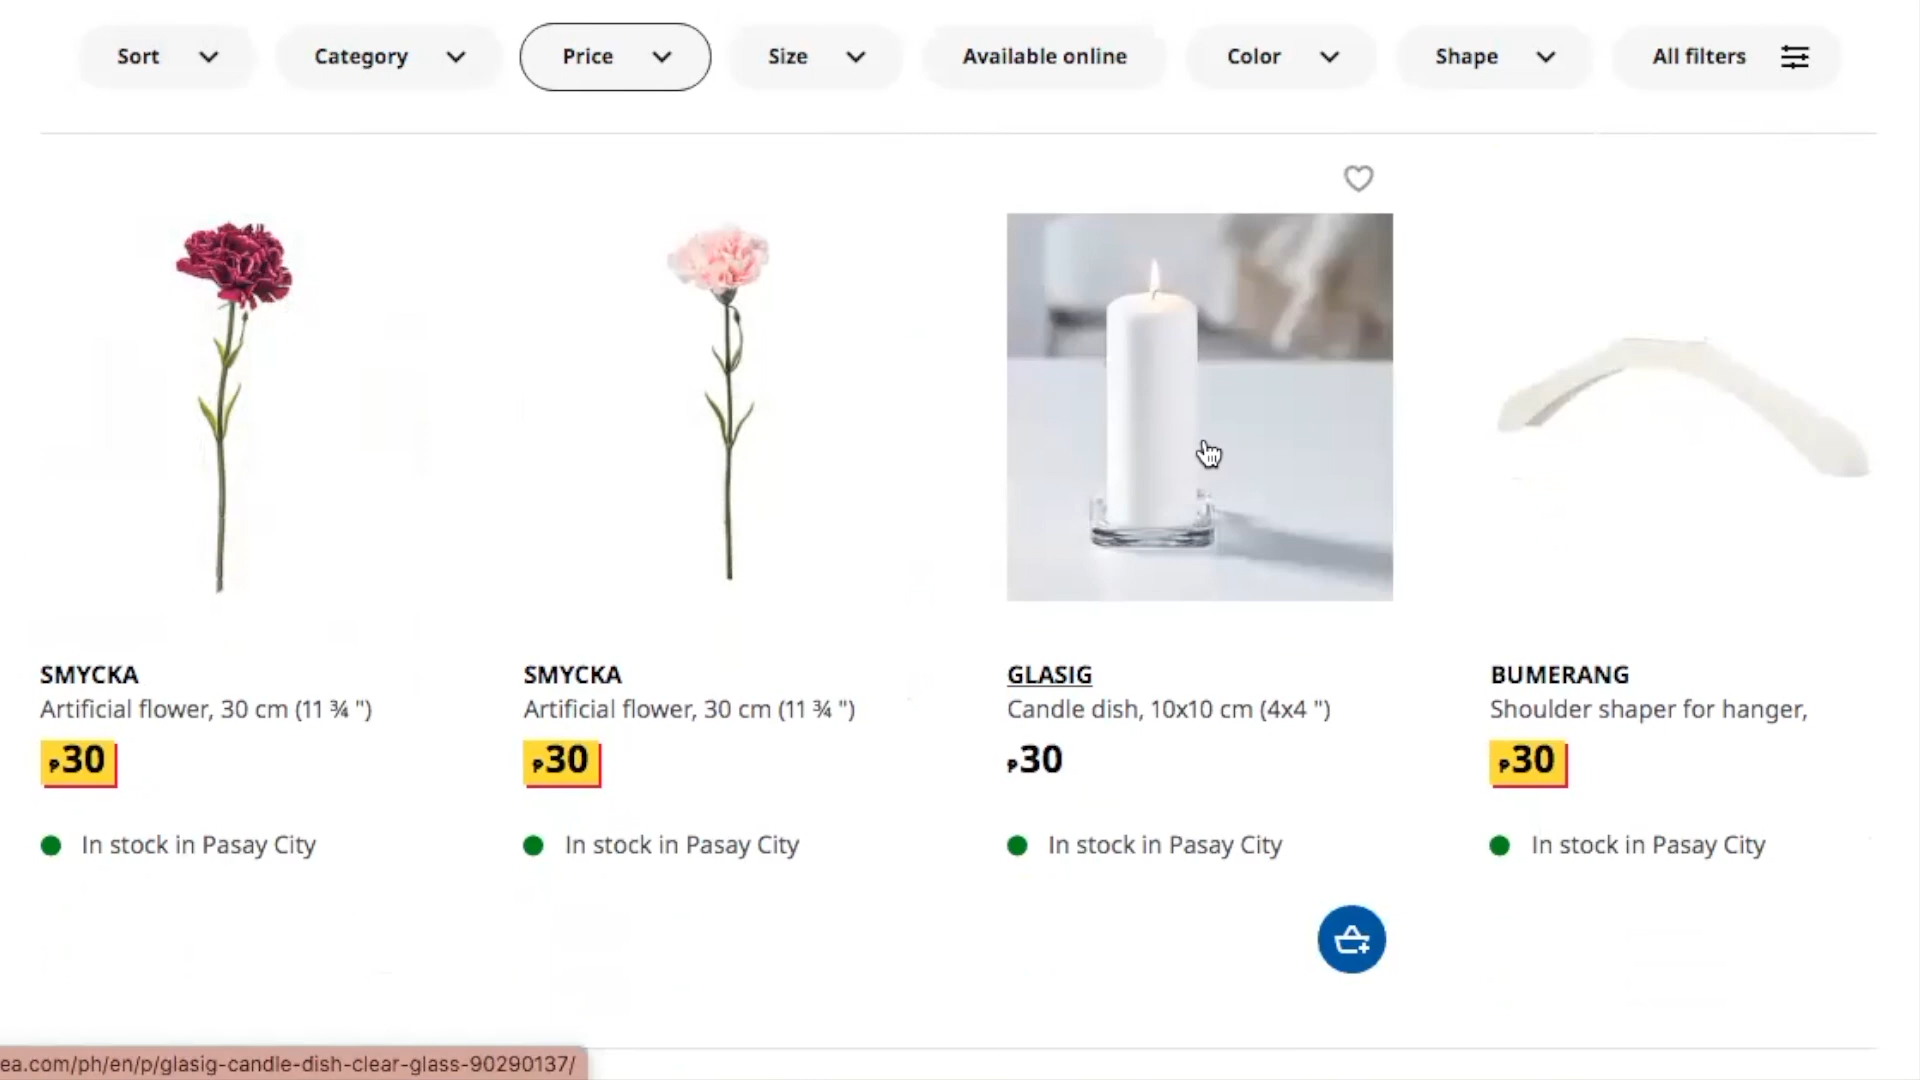 Sort
Category
Price
Size
Available online
Color
Shape
All filters
SMYCKA
Artificial flower, 30 cm (11 ¾ ")
₱30
In stock in Pasay City
SMYCKA
Artificial flower, 30 cm (11 ¾ ")
₱30
In stock in Pasay City
GLASIG
Candle dish, 10x10 cm (4x4 ")
₱30
In stock in Pasay City
BUMERANG
Shoulder shaper for hanger,
₱30
In stock in Pasay City
ea.com/ph/en/p/glasig-candle-dish-clear-glass-90290137/